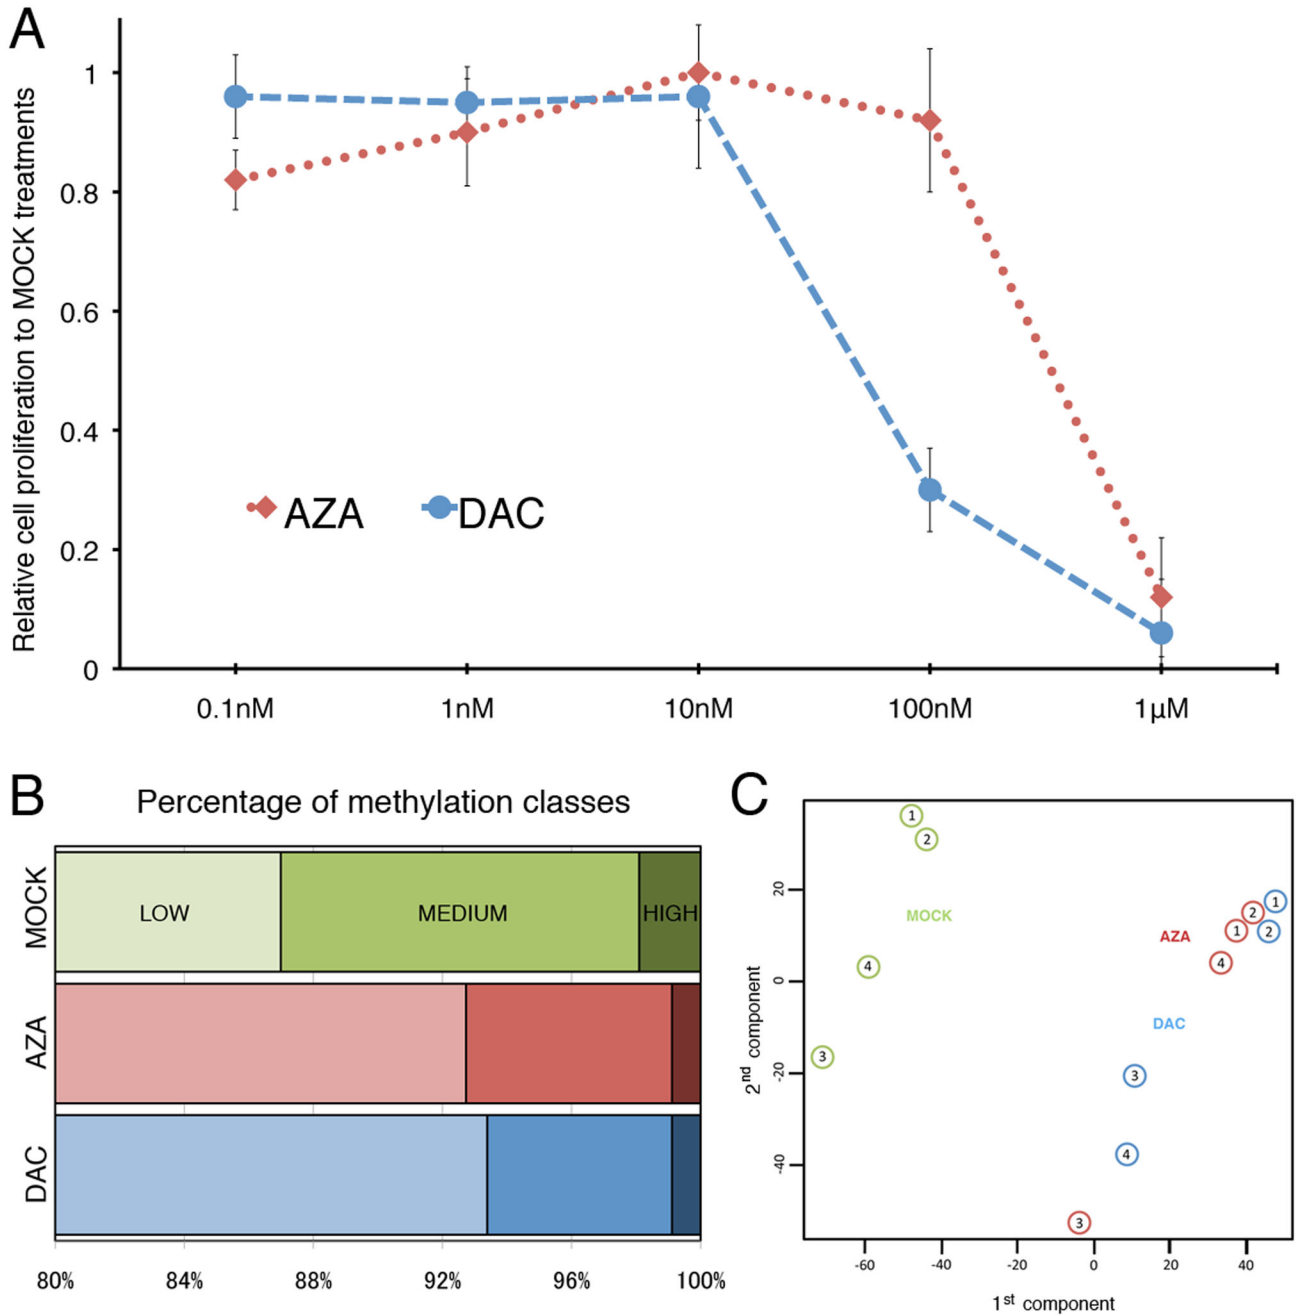 A
Relative cell proliferation to MOCK treatments
1
0.8
0.6
0.4
0.2
0
AZA
DAC
0.1nM 1nM 10nM 100nM 1µM
B
Percentage of methylation classes
MOCK
LOW MEDIUM HIGH
AZA
DAC
80% 84% 88% 92% 96% 100%
C
2nd component
20
0
-20
-40
1
2
MOCK
4
3
1
2
1
2
AZA
4
DAC
3
4
3
-60 -40 -20 0 20 40
1st component